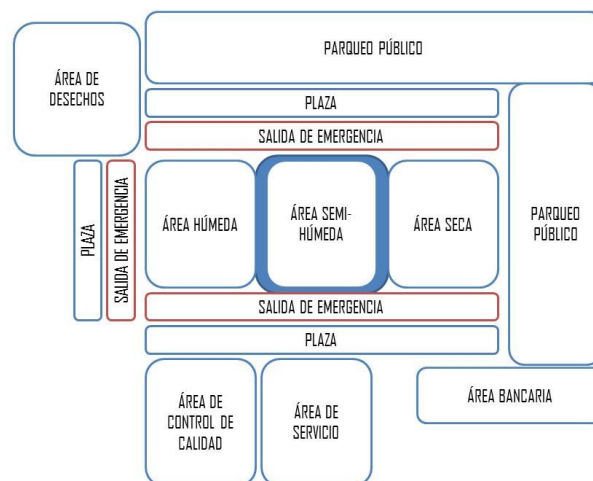 PARQUEO PÚBLICO
ÁREA DE
DESECHOS
PLAZA
SALIDA DE EMERGENCIA
PLAZA
SALIDA DE EMERGENCIA
ÁREA HÚMEDA
ÁREA SEMI-
HÚMEDA
ÁREA SECA
PARQUEO
PÚBLICO
SALIDA DE EMERGENCIA
PLAZA
ÁREA DE
CONTROL DE
CALIDAD
ÁREA DE
SERVICIO
ÁREA BANCARIA